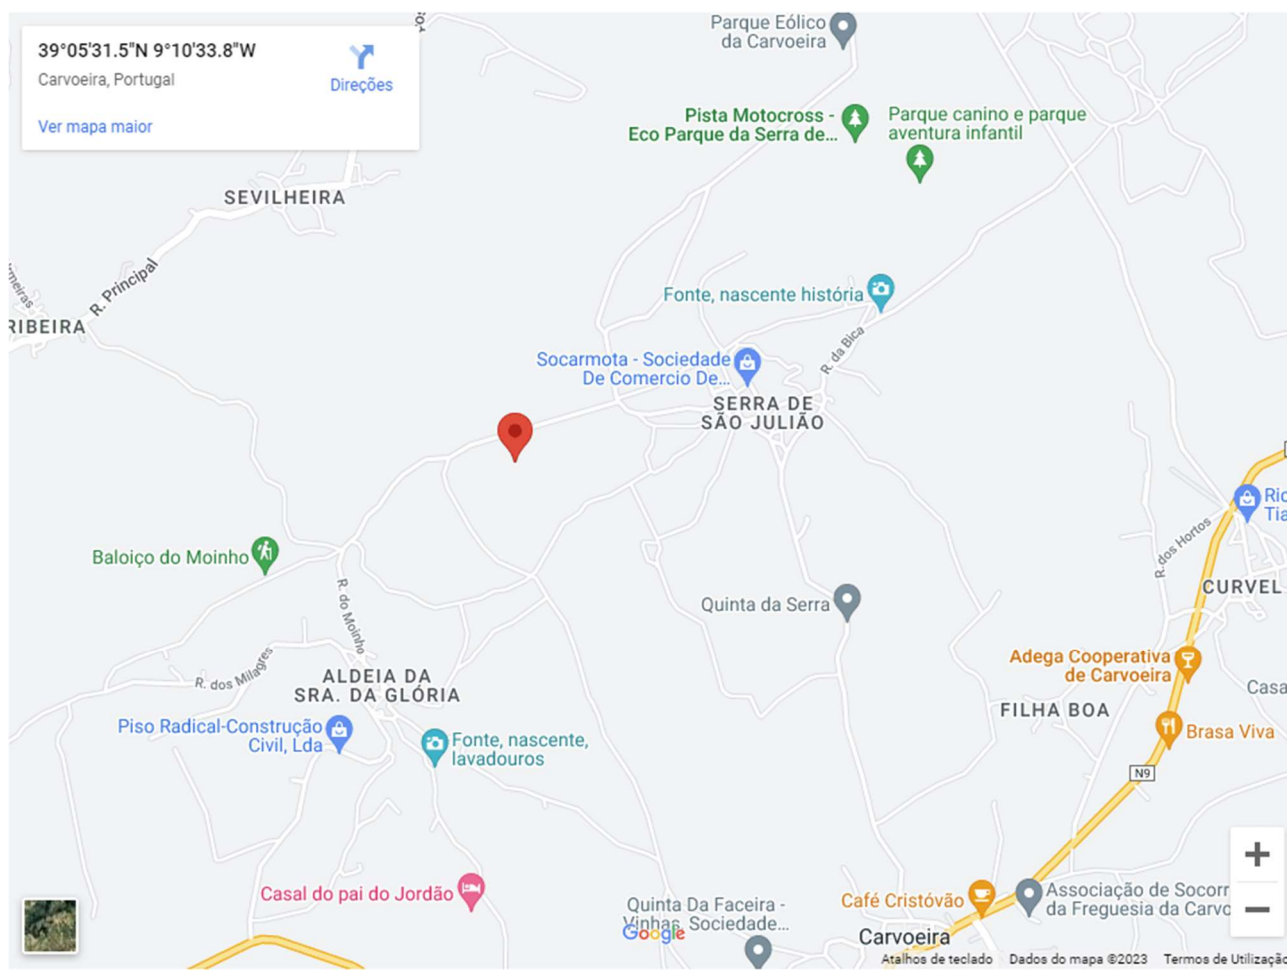 39°05'31.5"N 9°10'33.8"W
Carvoeira, Portugal
Direções
Ver mapa maior
Parque Eólico
da Carvoeira
Pista Motocross -
Eco Parque da Serra de...
Parque canino e parque
aventura infantil
SEVILHEIRA
R. Principal
RIBEIRA
Fonte, nascente história
R. da Bica
Socarmota - Sociedade
De Comercio De...
SERRA DE
SÃO JULIÃO
Baloiço do Moinho
R. do Moinho
R. dos Hortos
CURVEL
Quinta da Serra
R. dos Milagres
ALDEIA DA
SRA. DA GLÓRIA
Adega Cooperativa
de Carvoeira
FILHA BOA
Casa
Piso Radical-Construção
Civil, Lda
Fonte, nascente,
lavadouros
Brasa Viva
N9
Casal do pai do Jordão
Quinta Da Faceira -
Vinhas, Sociedade...
Google
Café Cristóvão
Associação de Socorr
da Freguesia da Carvo
Carvoeira
+
−
Atalhos de teclado Dados do mapa ©2023 Termos de Utilização